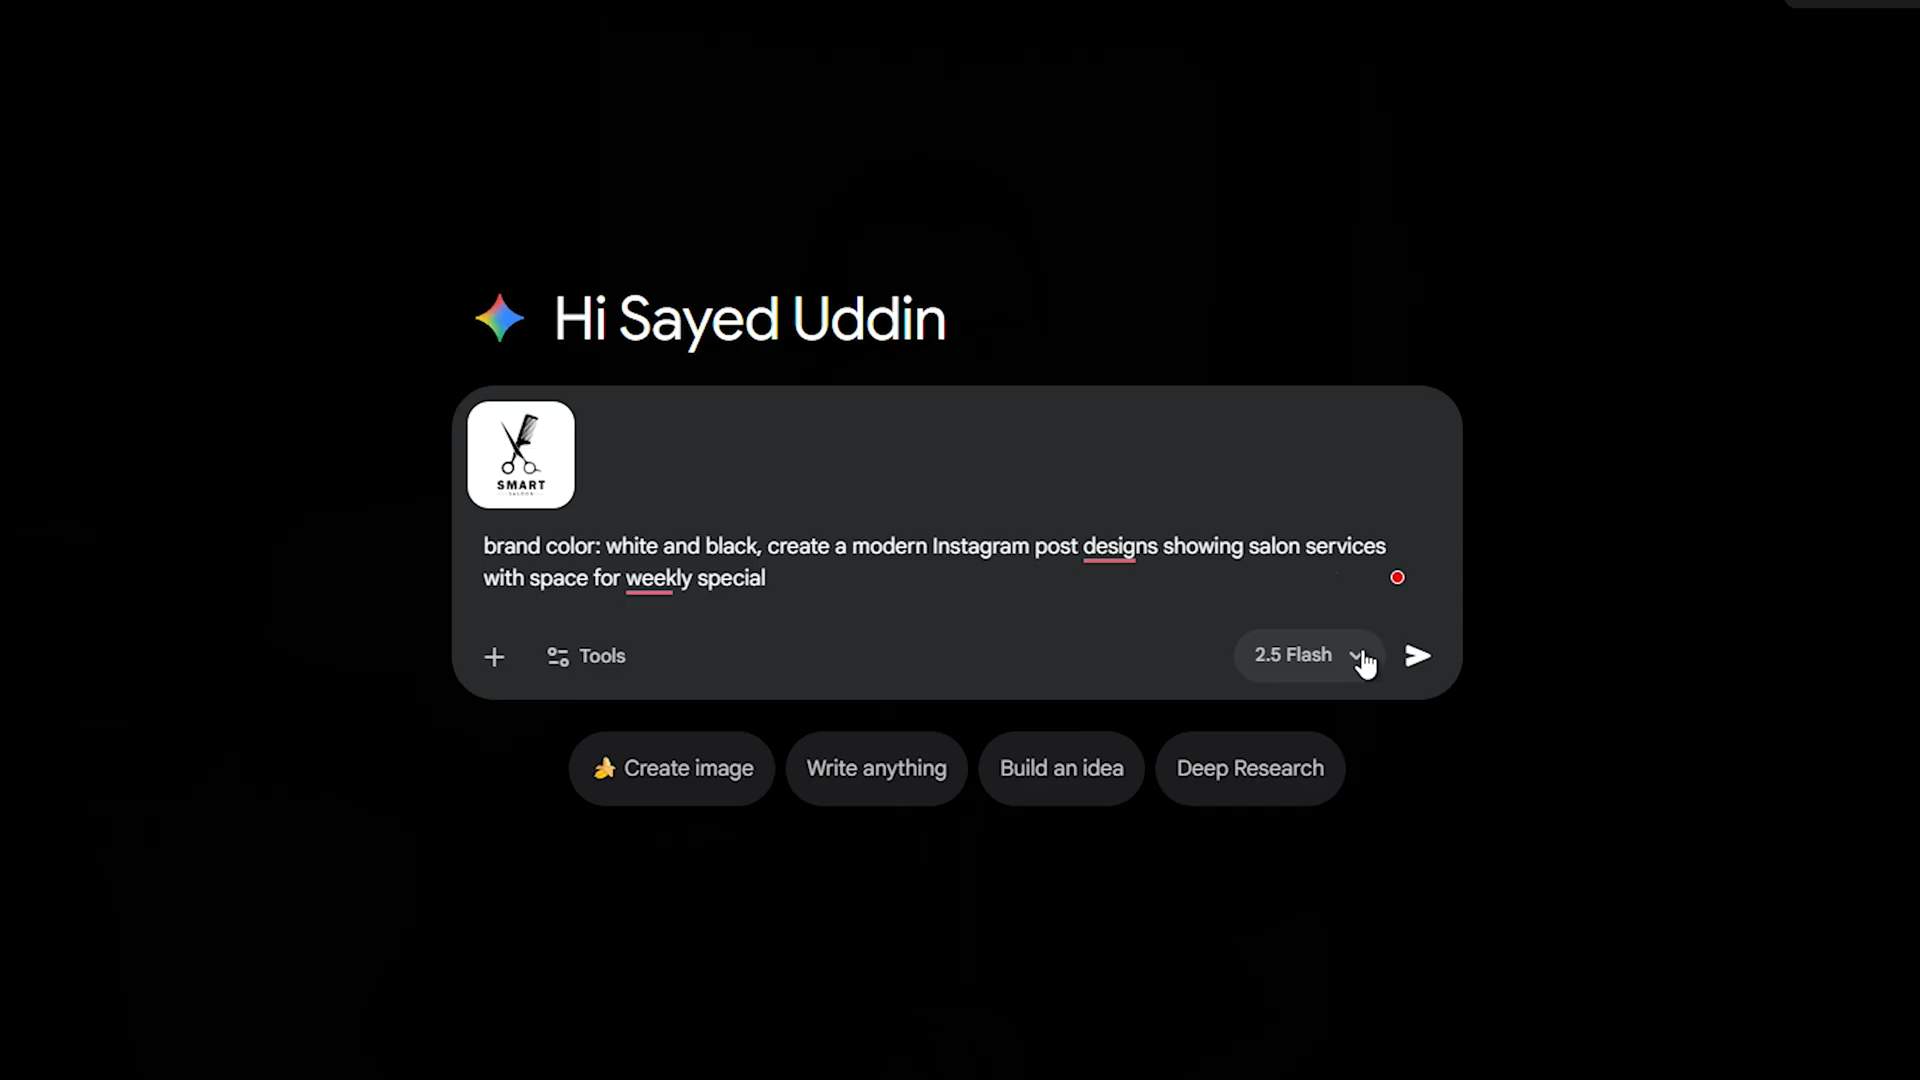 Hi Sayed Uddin
SMART
SALOON
brand color: white and black, create a modern Instagram post designs showing salon services
with space for weekly special
Tools
2.5 Flash
Create image
Write anything
Build an idea
Deep Research